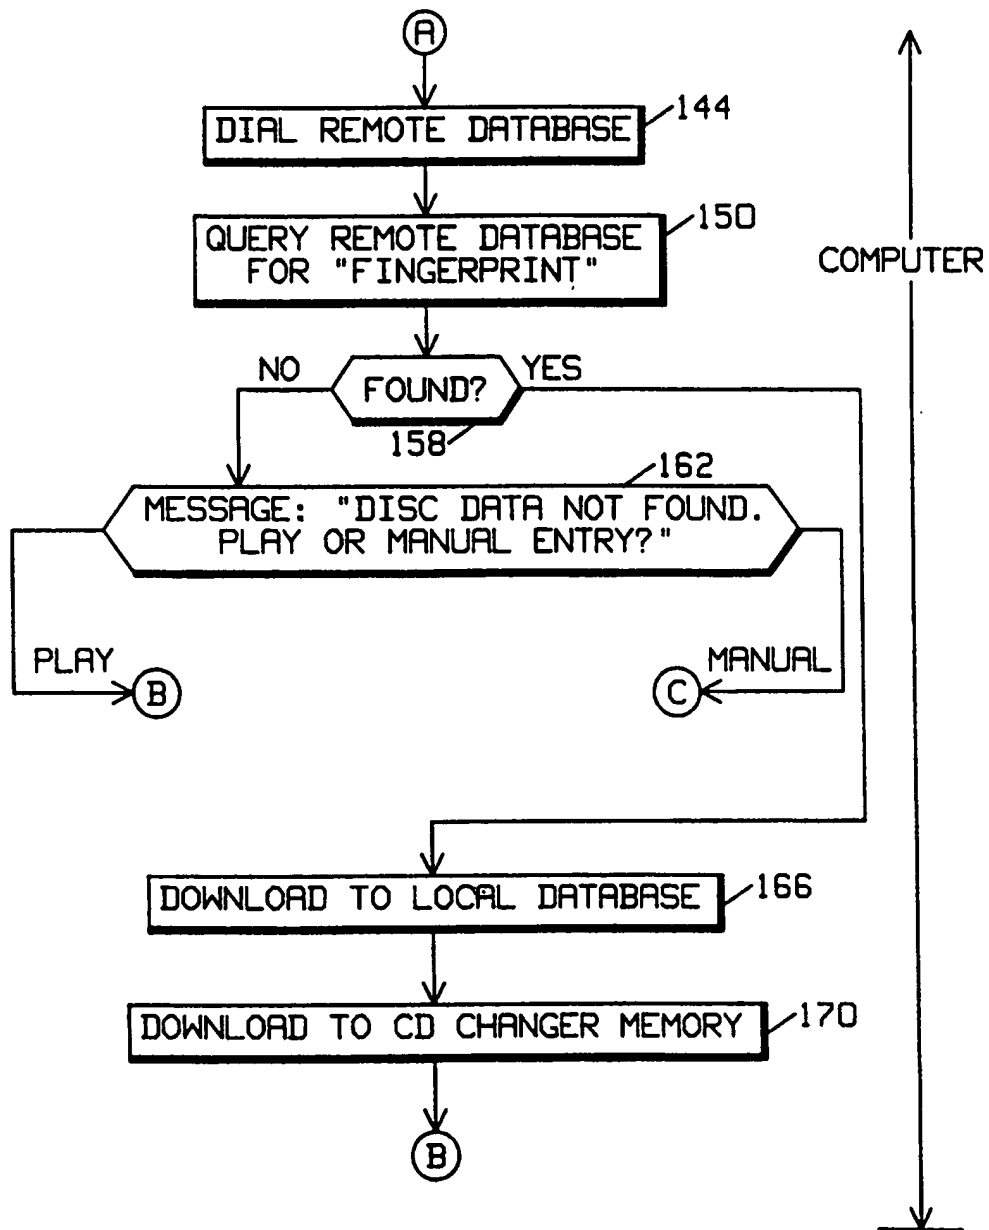 A
DIAL REMOTE DATABASE
144
QUERY REMOTE DATABASE
FOR "FINGERPRINT"
150
COMPUTER
NO
FOUND?
YES
158
162
MESSAGE: "DISC DATA NOT FOUND.
PLAY OR MANUAL ENTRY?"
PLAY
B
MANUAL
C
DOWNLOAD TO LOCAL DATABASE
166
DOWNLOAD TO CD CHANGER MEMORY
170
B